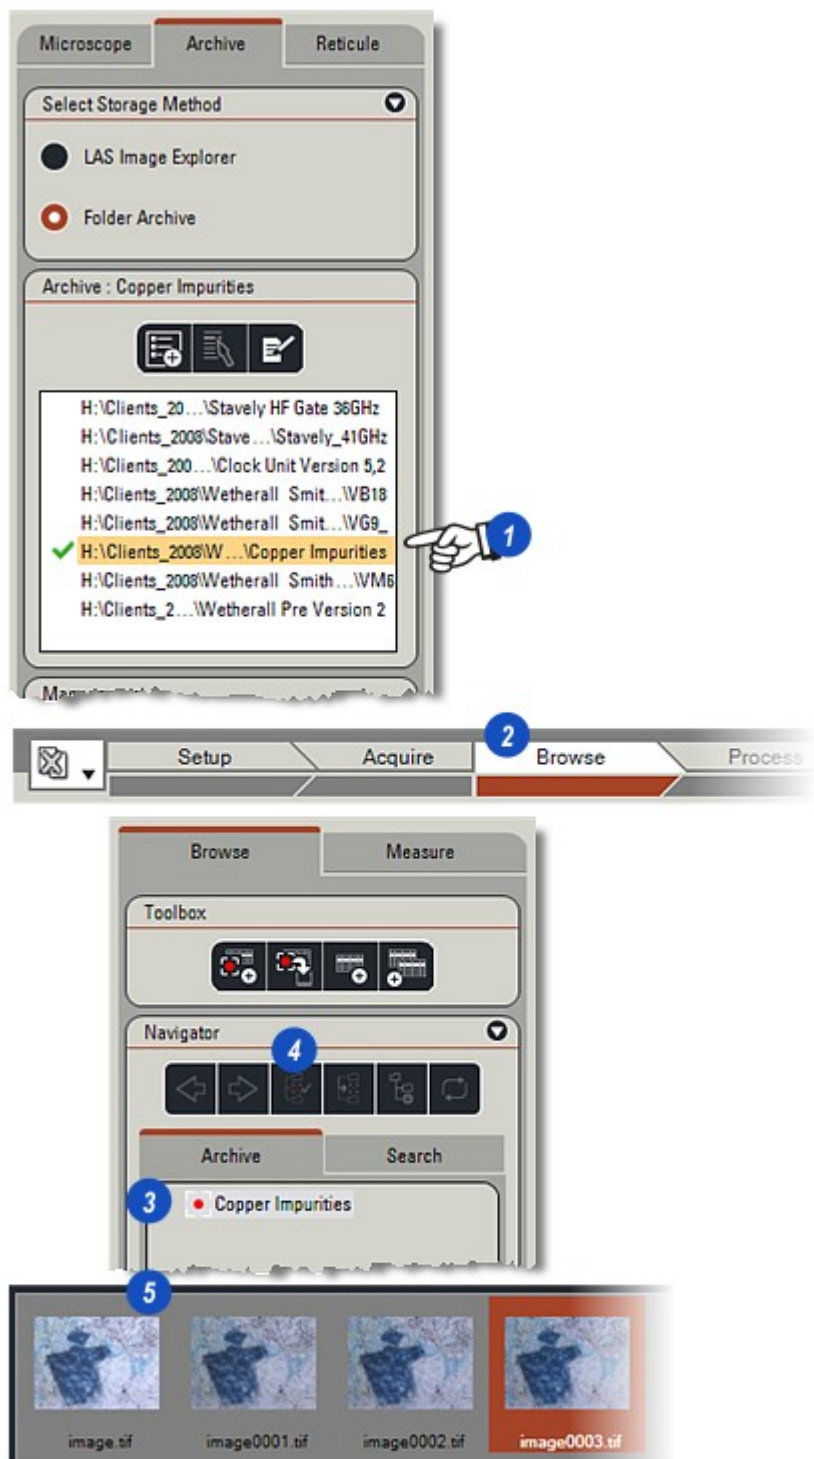 Microscope Archive Reticule
Select Storage Method
LAS Image Explorer
Folder Archive
Archive : Copper Impurities
H:\Clients_20...\Stavely HF Gate 36GHz
H:\Clients_2008\Stave...\Stavely_41GHz
H:\Clients_200...\Clock Unit Version 5,2
H:\Clients_2008\Wetherall Smit...\VB18
H:\Clients_2008\Wetherall Smit...\VG9_
H:\Clients_2008\W...\Copper Impurities
H:\Clients_2008\Wetherall Smith...\VM6
H:\Clients_2...\Wetherall Pre Version 2
1
2
Setup Acquire Browse Process
Browse Measure
Toolbox
Navigator
4
Archive Search
3 Copper Impurities
5
image.tif image0001.tif image0002.tif image0003.tif